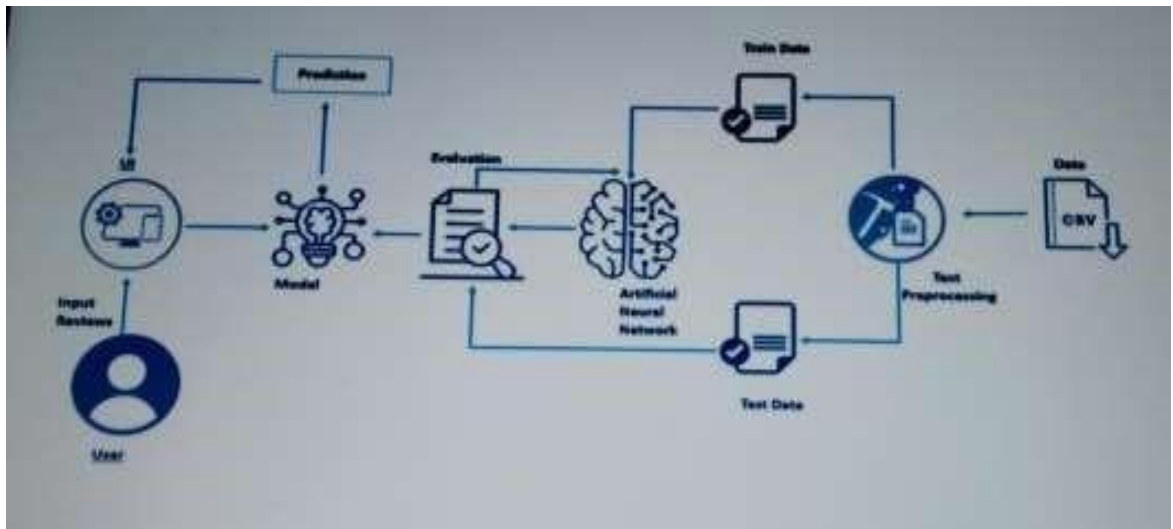 Train Data
Prediction
UI
Evaluation
Data
CSV
Model
Text
Preprocessing
Input
Reviews
Artificial
Neural
Network
Test Data
User